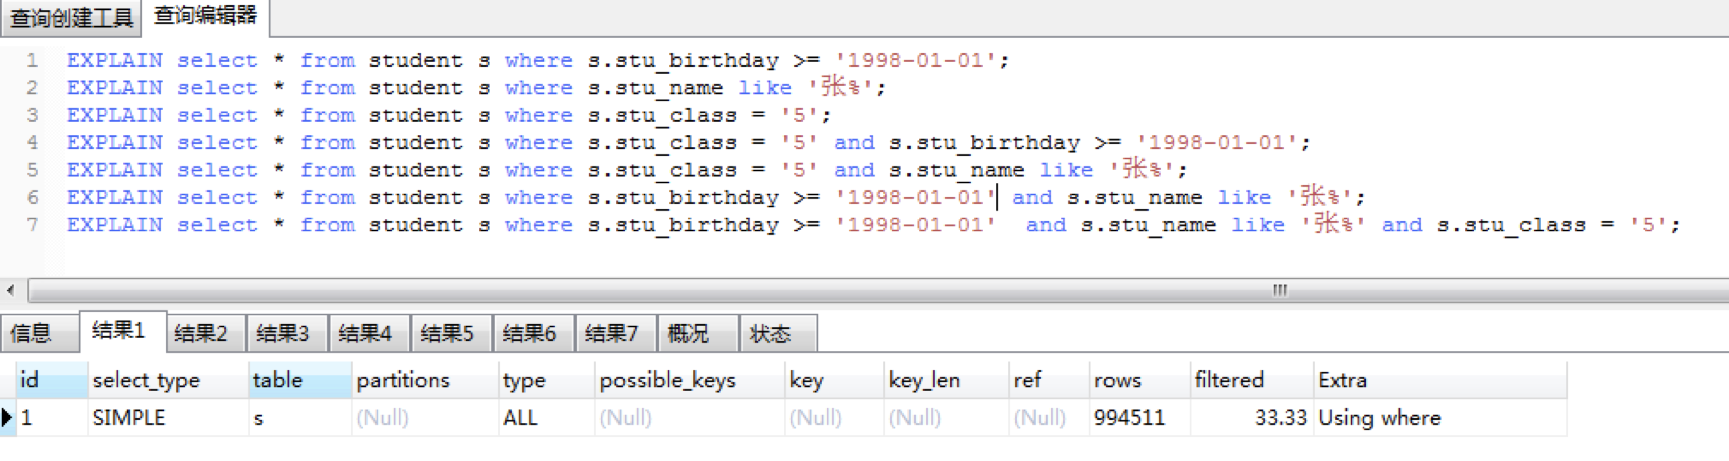 查询创建工具 查询编辑器
1 EXPLAIN select * from student s where s.stu_birthday >= '1998-01-01';
2 EXPLAIN select * from student s where s.stu_name like '张%';
3 EXPLAIN select * from student s where s.stu_class = '5';
4 EXPLAIN select * from student s where s.stu_class = '5' and s.stu_birthday >= '1998-01-01';
5 EXPLAIN select * from student s where s.stu_class = '5' and s.stu_name like '张%';
6 EXPLAIN select * from student s where s.stu_birthday >= '1998-01-01' and s.stu_name like '张%';
7 EXPLAIN select * from student s where s.stu_birthday >= '1998-01-01'  and s.stu_name like '张%' and s.stu_class = '5';
信息 结果1 结果2 结果3 结果4 结果5 结果6 结果7 概况 状态
id select_type table partitions type possible_keys key key_len ref rows filtered Extra
1 SIMPLE s (Null) ALL (Null) (Null) (Null) (Null) 994511 33.33 Using where